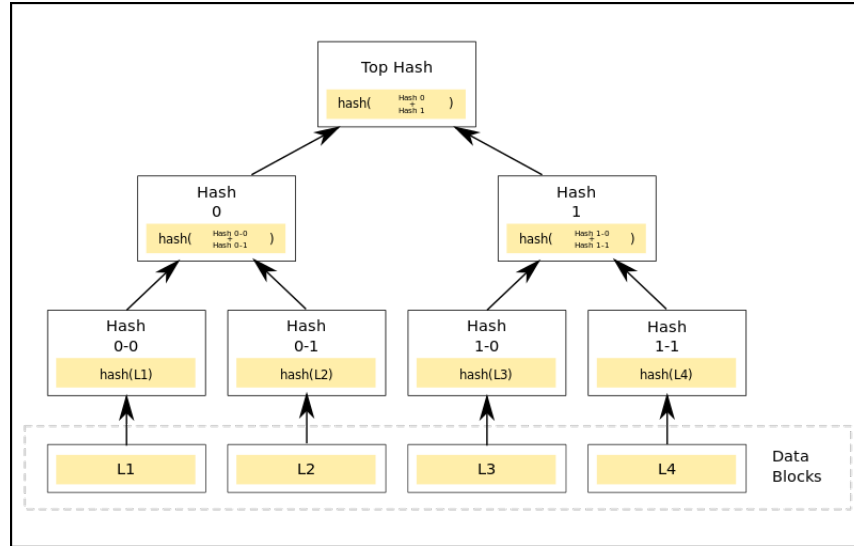 Top Hash
hash( Hash 0 + Hash 1 )
Hash
0
hash( Hash 0-0 + Hash 0-1 )
Hash
1
hash( Hash 1-0 + Hash 1-1 )
Hash
0-0
hash(L1)
Hash
0-1
hash(L2)
Hash
1-0
hash(L3)
Hash
1-1
hash(L4)
L1
L2
L3
L4
Data
Blocks